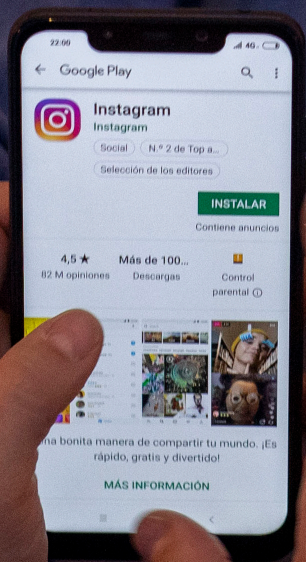 22:00
4G
Google Play
Instagram
Instagram
Social
N.º 2 de Top a...
Selección de los editores
INSTALAR
Contiene anuncios
4,5 ★
Más de 100...
82 M opiniones
Descargas
Control
parental
na bonita manera de compartir tu mundo. ¡Es
rápido, gratis y divertido!
MÁS INFORMACIÓN